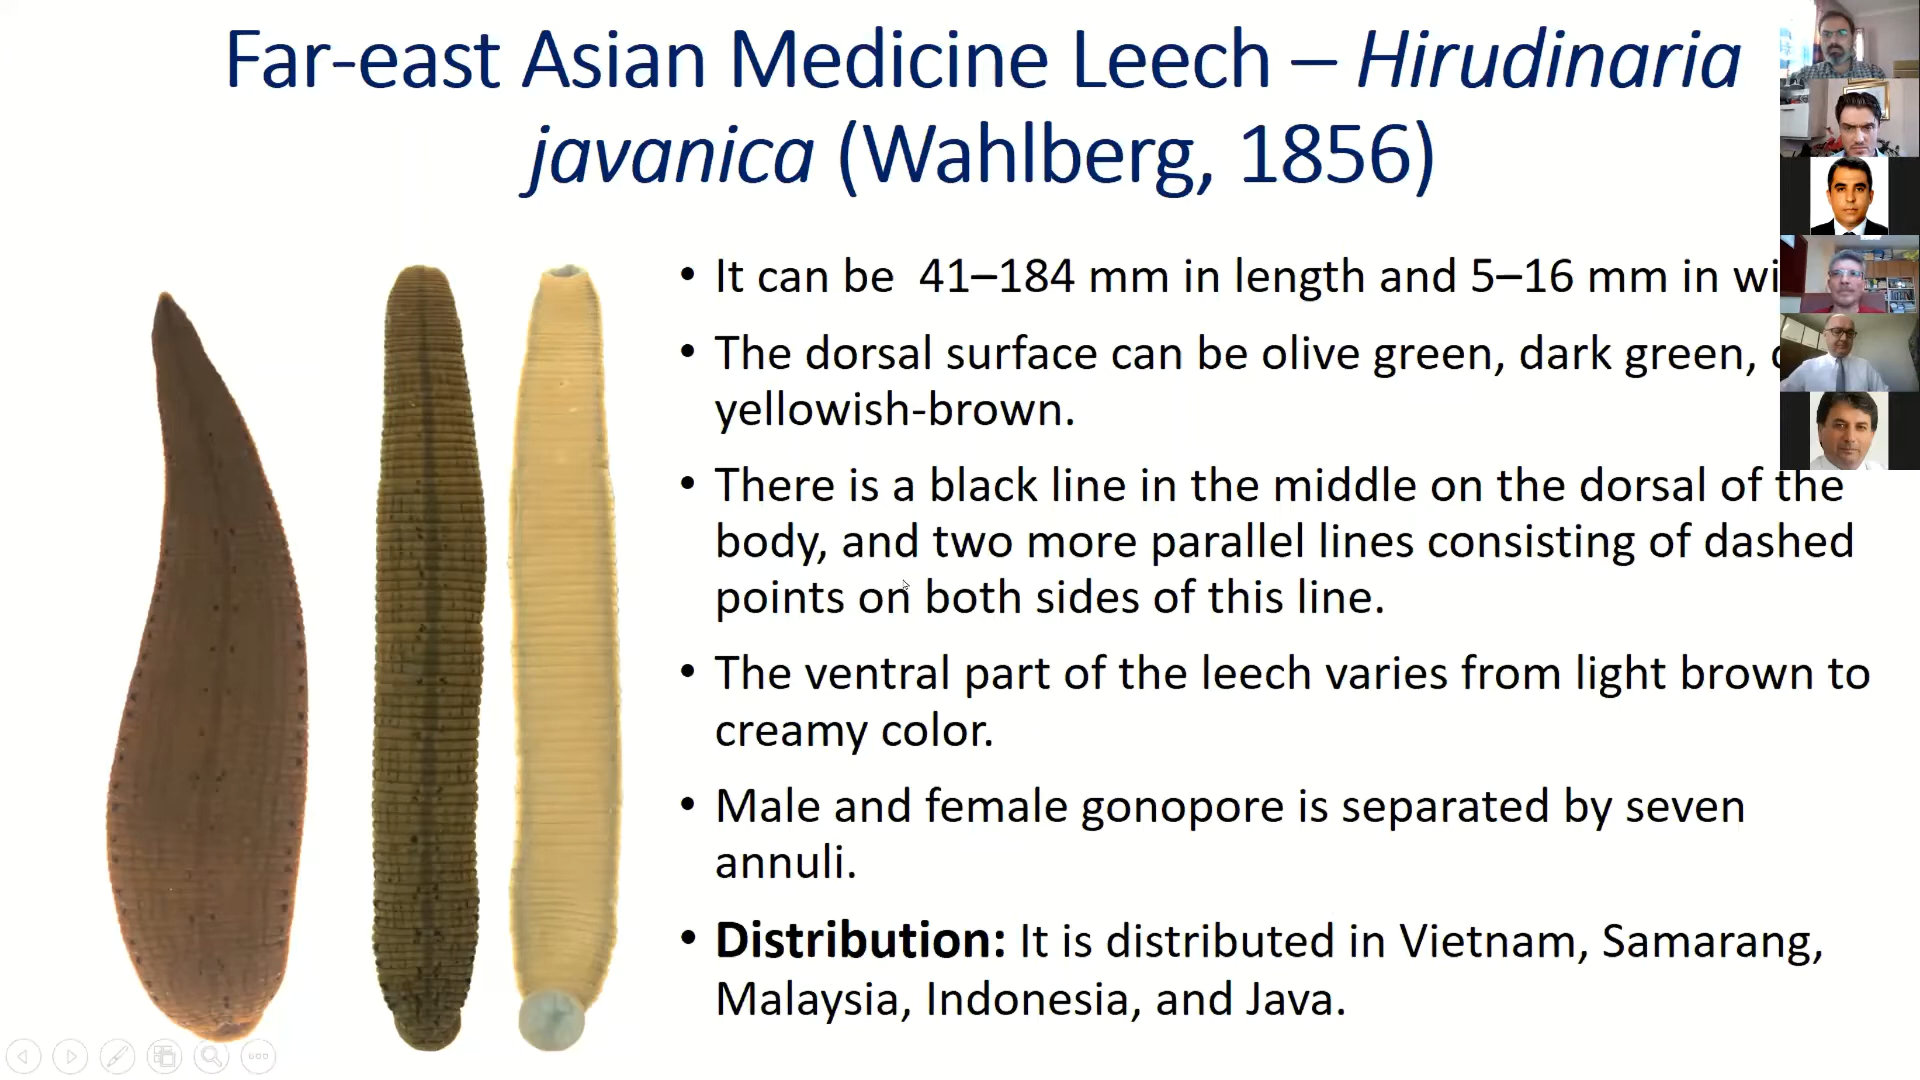 Far-east Asian Medicine Leech – Hirudinaria
javanica (Wahlberg, 1856)
• It can be 41–184 mm in length and 5–16 mm in
• The dorsal surface can be olive green, dark green,
yellowish-brown.
• There is a black line in the middle on the dorsal of the
body, and two more parallel lines consisting of dashed
points on both sides of this line.
• The ventral part of the leech varies from light brown to
creamy color.
• Male and female gonopore is separated by seven
annuli.
• Distribution: It is distributed in Vietnam, Samarang,
Malaysia, Indonesia, and Java.